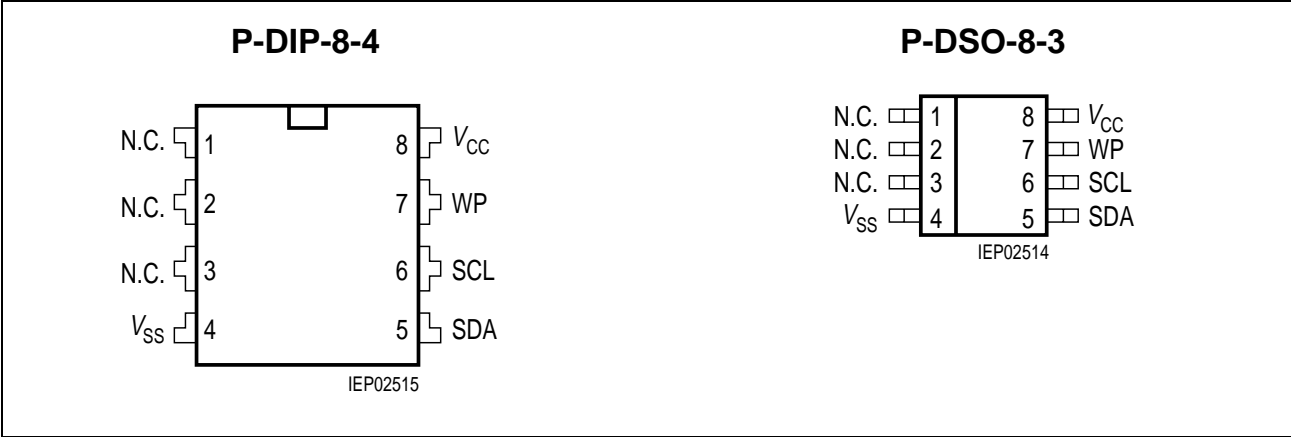 P-DIP-8-4
N.C. 1 8 VCC
N.C. 2 7 WP
N.C. 3 6 SCL
VSS 4 5 SDA
IEP02515
P-DSO-8-3
N.C. 1 8 VCC
N.C. 2 7 WP
N.C. 3 6 SCL
VSS 4 5 SDA
IEP02514